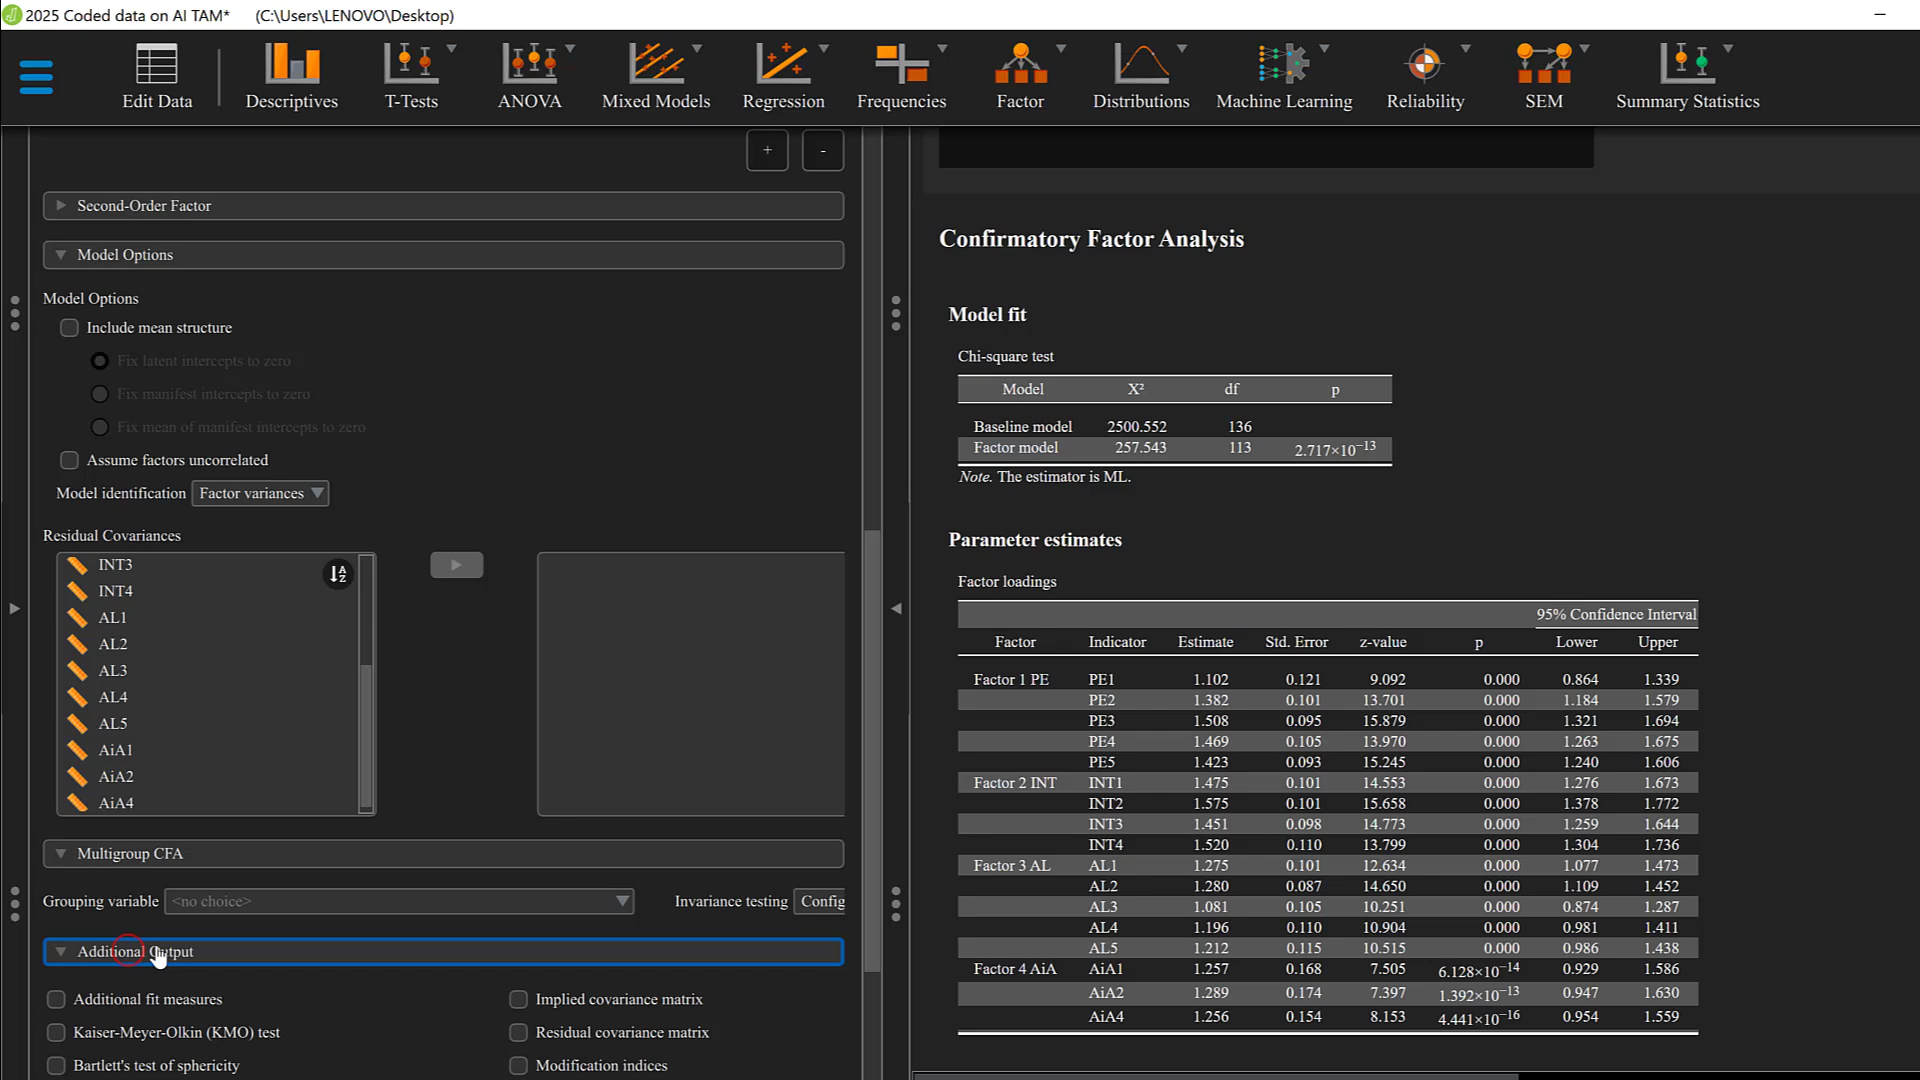 2025 Coded data on AI TAM* (C:\Users\LENOVO\Desktop)
Edit Data
Descriptives
T-Tests
ANOVA
Mixed Models
Regression
Frequencies
Factor
Distributions
Machine Learning
Reliability
SEM
Summary Statistics
+ -
Second-Order Factor
Model Options
Model Options
Include mean structure
Fix latent intercepts to zero
Fix manifest intercepts to zero
Fix mean of manifest intercepts to zero
Assume factors uncorrelated
Model identification Factor variances
Residual Covariances
INT3
INT4
AL1
AL2
AL3
AL4
AL5
AiA1
AiA2
AiA4
Multigroup CFA
Grouping variable <no choice> Invariance testing Config
Additional Output
Additional fit measures Implied covariance matrix
Kaiser-Meyer-Olkin (KMO) test Residual covariance matrix
Bartlett's test of sphericity Modification indices
Confirmatory Factor Analysis
Model fit
Chi-square test
Model X² df p
Baseline model 2500.552 136
Factor model 257.543 113 2.717×10⁻¹³
Note. The estimator is ML.
Parameter estimates
Factor loadings
95% Confidence Interval
Factor Indicator Estimate Std. Error z-value p Lower Upper
Factor 1 PE PE1 1.102 0.121 9.092 0.000 0.864 1.339
PE2 1.382 0.101 13.701 0.000 1.184 1.579
PE3 1.508 0.095 15.879 0.000 1.321 1.694
PE4 1.469 0.105 13.970 0.000 1.263 1.675
PE5 1.423 0.093 15.245 0.000 1.240 1.606
Factor 2 INT INT1 1.475 0.101 14.553 0.000 1.276 1.673
INT2 1.575 0.101 15.658 0.000 1.378 1.772
INT3 1.451 0.098 14.773 0.000 1.259 1.644
INT4 1.520 0.110 13.799 0.000 1.304 1.736
Factor 3 AL AL1 1.275 0.101 12.634 0.000 1.077 1.473
AL2 1.280 0.087 14.650 0.000 1.109 1.452
AL3 1.081 0.105 10.251 0.000 0.874 1.287
AL4 1.196 0.110 10.904 0.000 0.981 1.411
AL5 1.212 0.115 10.515 0.000 0.986 1.438
Factor 4 AiA AiA1 1.257 0.168 7.505 6.128×10⁻¹⁴ 0.929 1.586
AiA2 1.289 0.174 7.397 1.392×10⁻¹³ 0.947 1.630
AiA4 1.256 0.154 8.153 4.441×10⁻¹⁶ 0.954 1.559